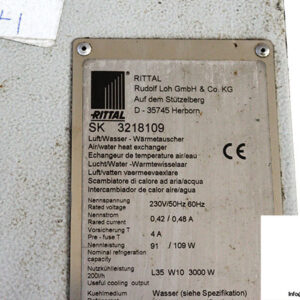 RITTAL
Rudolf Loh GmbH & Co. KG
Auf dem Stützelberg
D - 35745 Herborn
RITTAL
SK 3218109
Luft/Wasser - Wärmetauscher
Air/water heat exchanger
Echangeur de temperature air/eau
Lucht/Water - Warmtewisselaar
Luft/vatten vaermeevaexlare
Scambiatore di calore ad aria/acqua
Intercambiador de calor aire/agua
CE
Nennspannung
Rated voltage 230V/50Hz 60Hz
Nennstrom
Rated current 0,42 / 0,48 A
Vorsicherung T
Pre - fuse T 4 A
Nennleistung 91 / 109 W
Nominal refrigeration
capacity
Nutzkühlleistung
200l/h L35 W10 3000 W
Useful cooling output
Kuehlmedium Wasser (siehe Spezifikation)